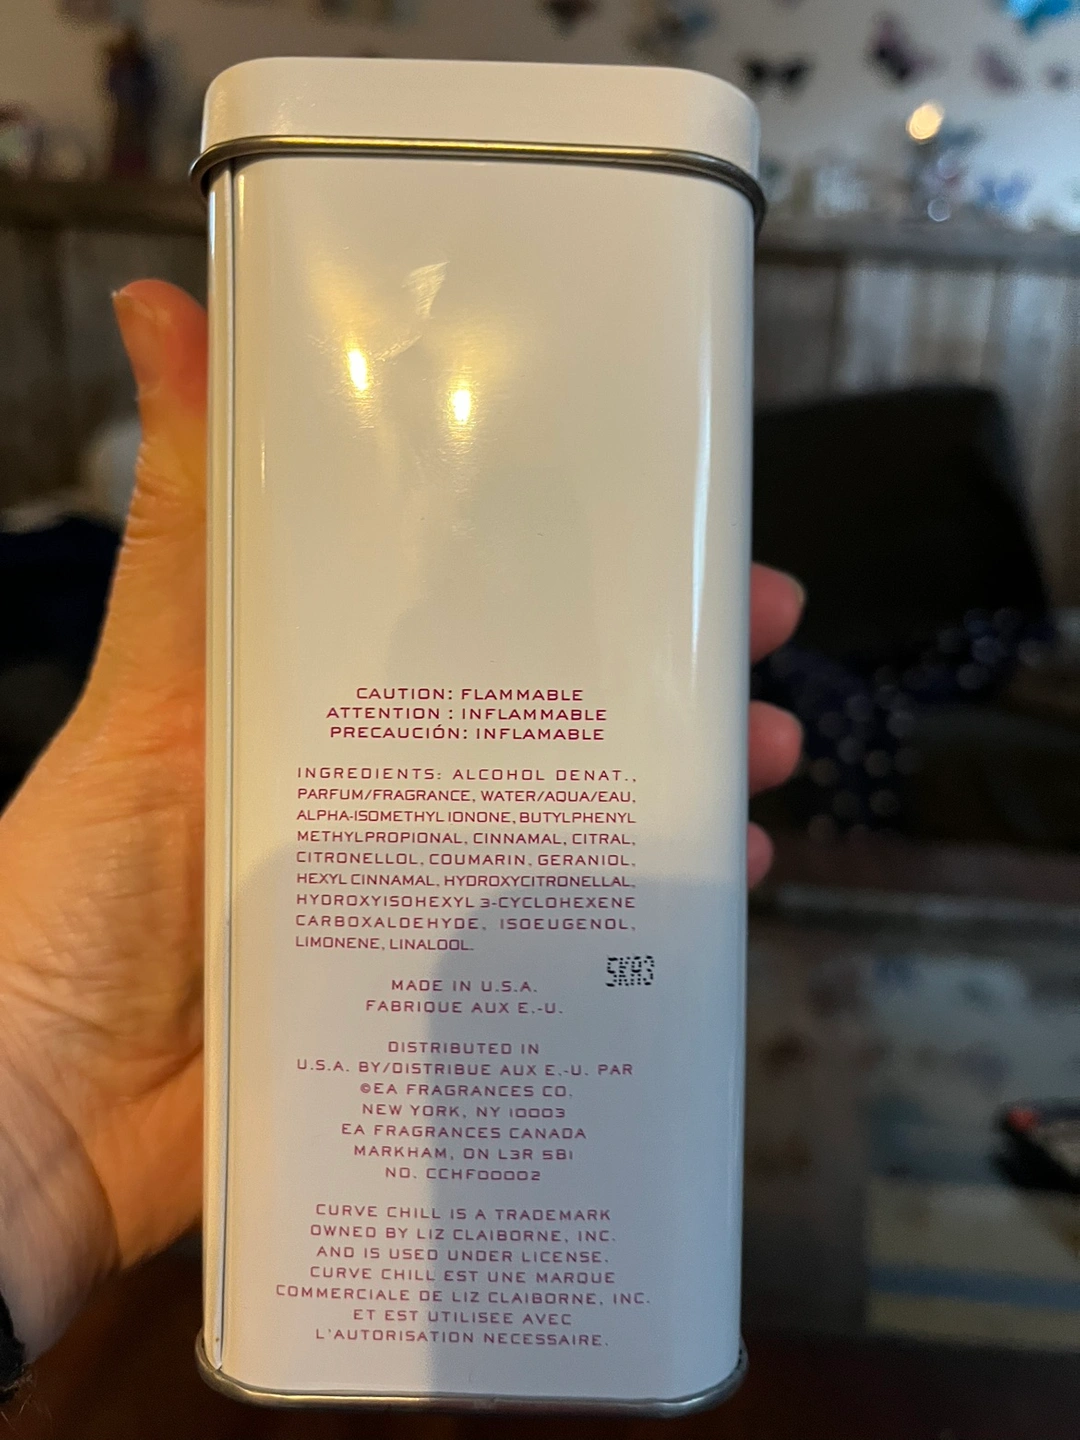 CAUTION: FLAMMABLE
ATTENTION : INFLAMMABLE
PRECAUCIÓN: INFLAMABLE
INGREDIENTS: ALCOHOL DENAT.,
PARFUM/FRAGRANCE, WATER/AQUA/EAU,
ALPHA-ISOMETHYL IONONE, BUTYLPHENYL
METHYLPROPIONAL, CINNAMAL, CITRAL,
CITRONELLOL, COUMARIN, GERANIOL,
HEXYL CINNAMAL, HYDROXYCITRONELLAL,
HYDROXYISOHEXYL 3-CYCLOHEXENE
CARBOXALDEHYDE, ISOEUGENOL,
LIMONENE, LINALOOL.
5KA3
MADE IN U.S.A.
FABRIQUE AUX E.-U.
DISTRIBUTED IN
U.S.A. BY/DISTRIBUE AUX E.-U. PAR
©EA FRAGRANCES CO.
NEW YORK, NY 10003
EA FRAGRANCES CANADA
MARKHAM, ON L3R 5B1
NO. CCHF00002
CURVE CHILL IS A TRADEMARK
OWNED BY LIZ CLAIBORNE, INC.
AND IS USED UNDER LICENSE.
CURVE CHILL EST UNE MARQUE
COMMERCIALE DE LIZ CLAIBORNE, INC.
ET EST UTILISEE AVEC
L'AUTORISATION NECESSAIRE.